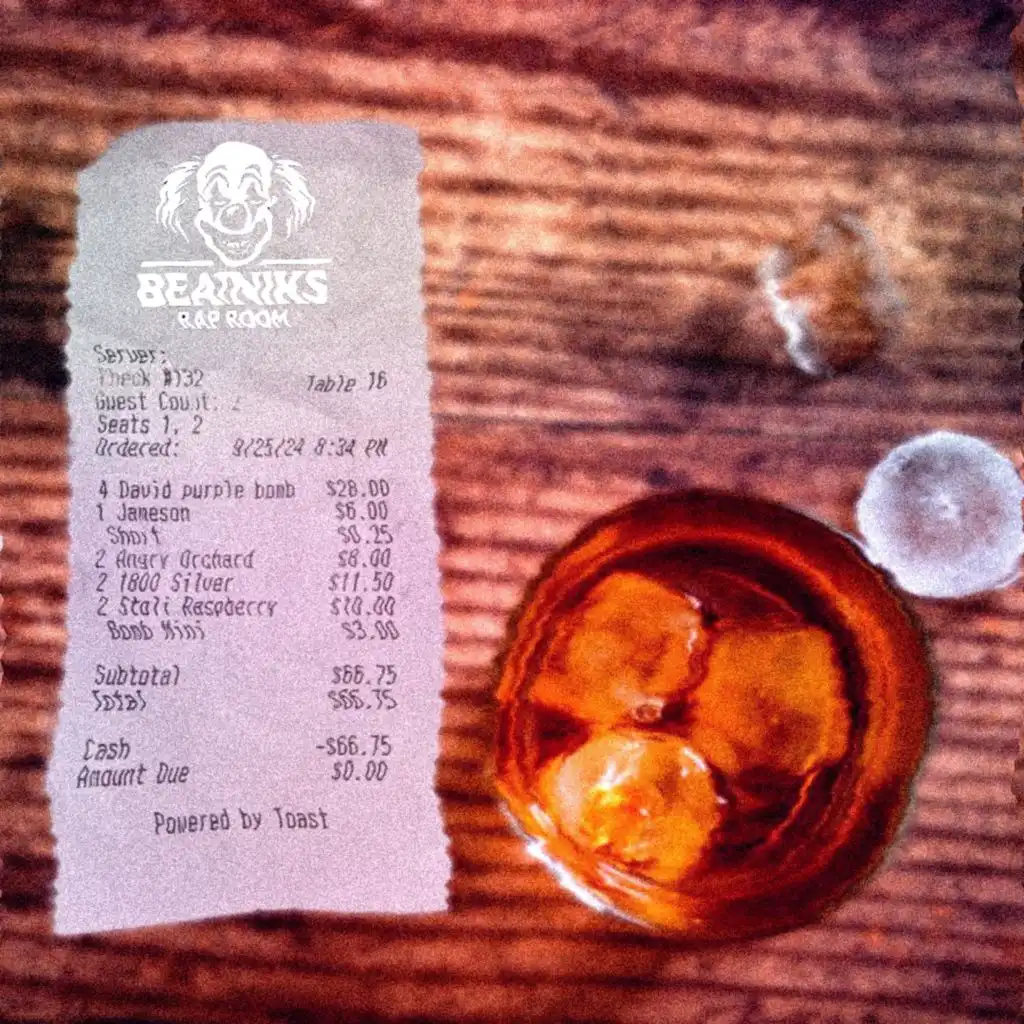 BEATNIKS
RAP ROOM
Server:
Check #132 Table 16
Guest Count: 2
Seats 1, 2
Ordered: 9/25/24 8:34 PM
4 David purple bomb $28.00
1 Jameson $6.00
Short $0.25
2 Angry Orchard $8.00
2 1800 Silver $11.50
2 Stoli Raspberry $10.00
Bomb Mini $3.00
Subtotal $66.75
Total $66.75
Cash -$66.75
Amount Due $0.00
Powered by Toast